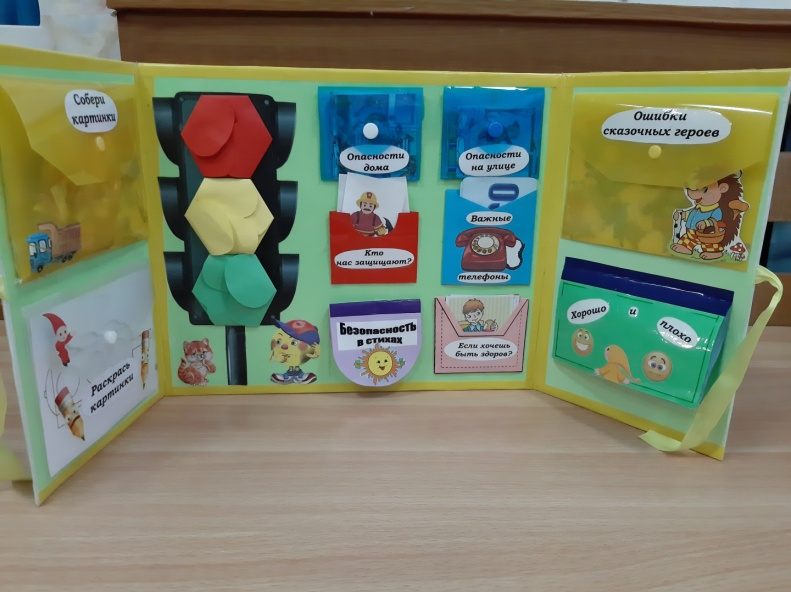 Собери
картинки
Раскрась
картинки
Опасности
дома
Опасности
на улице
Кто
нас защищают?
Важные
телефоны
Безопасность
в стихах
Если хочешь
быть здоров?
Ошибки
сказочных героев
Хорошо и плохо